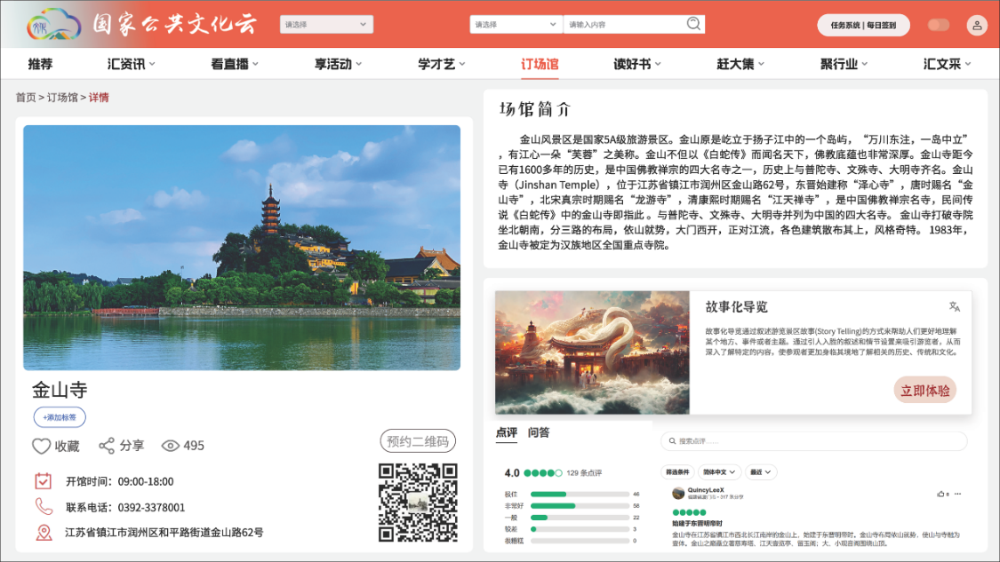 国家公共文化云
请选择
请选择
请输入内容
任务系统 | 每日签到
推荐
汇资讯
看直播
享活动
学才艺
订场馆
读好书
赶大集
聚行业
汇文采
首页 > 订场馆 > 详情
金山寺
+添加标签
收藏
分享
495
预约二维码
开馆时间：09:00-18:00
联系电话：0392-3378001
江苏省镇江市润州区和平路街道金山路62号
场馆简介
金山风景区是国家5A级旅游景区。金山原是屹立于扬子江中的一个岛屿，“万川东注，一岛中立”
，有江心一朵“芙蓉”之美称。金山不但以《白蛇传》而闻名天下，佛教底蕴也非常深厚。金山寺距今
已有1600多年的历史，是中国佛教禅宗的四大名寺之一，历史上与普陀寺、文殊寺、大明寺齐名。金山
寺（Jinshan Temple），位于江苏省镇江市润州区金山路62号，东晋始建称“泽心寺”，唐时赐名“金
山寺”，北宋真宗时期赐名“龙游寺”，清康熙时期赐名“江天禅寺”，是中国佛教禅宗名寺，民间传
说《白蛇传》中的金山寺即指此 。与普陀寺、文殊寺、大明寺并列为中国的四大名寺。 金山寺打破寺院
坐北朝南，分三路的布局，依山就势，大门西开，正对江流，各色建筑散布其上，风格奇特。 1983年，
金山寺被定为汉族地区全国重点寺院。
故事化导览
故事化导览通过叙述游览景区故事(Story Telling)的方式来帮助人们更好地理解
某个地方、事件或者主题。通过引人入胜的叙述和情节设置来吸引游览者，从而
深入了解特定的内容，使参观者更加身临其境地了解相关的历史、传统和文化。
立即体验
点评
问答
搜索点评......
4.0
129 条点评
极佳
46
非常好
58
一般
22
较差
3
很糟糕
0
筛选条件
简体中文
最近
QuincyLeeX
0
始建于东晋明帝时
金山寺在江苏省镇江市西北长江南岸的金山上，始建于东晋明帝时。金山寺布局依山就势，使山与寺融为
一体。金山之巅矗立著慈寿塔、江天一览亭、留玉阁；大、小观音阁围绕山顶。